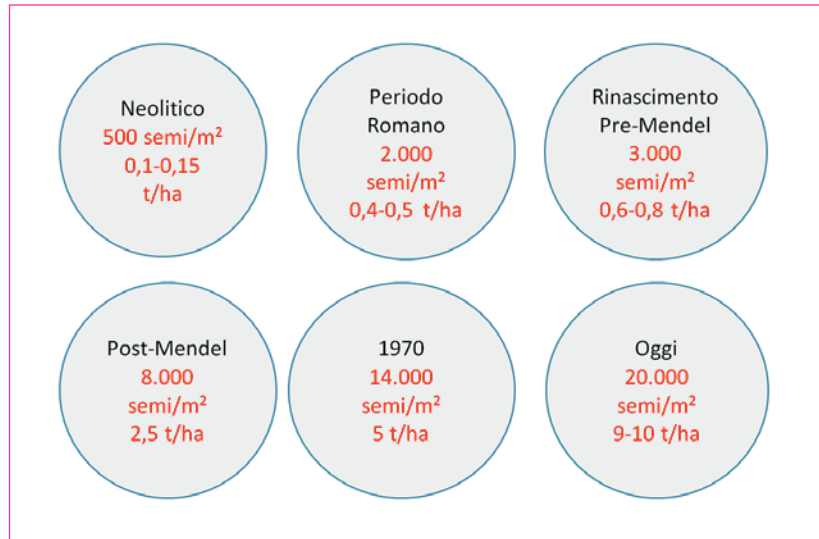 Neolitico
500 semi/m²
0,1-0,15
t/ha
Periodo
Romano
2.000
semi/m²
0,4-0,5 t/ha
Rinascimento
Pre-Mendel
3.000
semi/m²
0,6-0,8 t/ha
Post-Mendel
8.000
semi/m²
2,5 t/ha
1970
14.000
semi/m²
5 t/ha
Oggi
20.000
semi/m²
9-10 t/ha